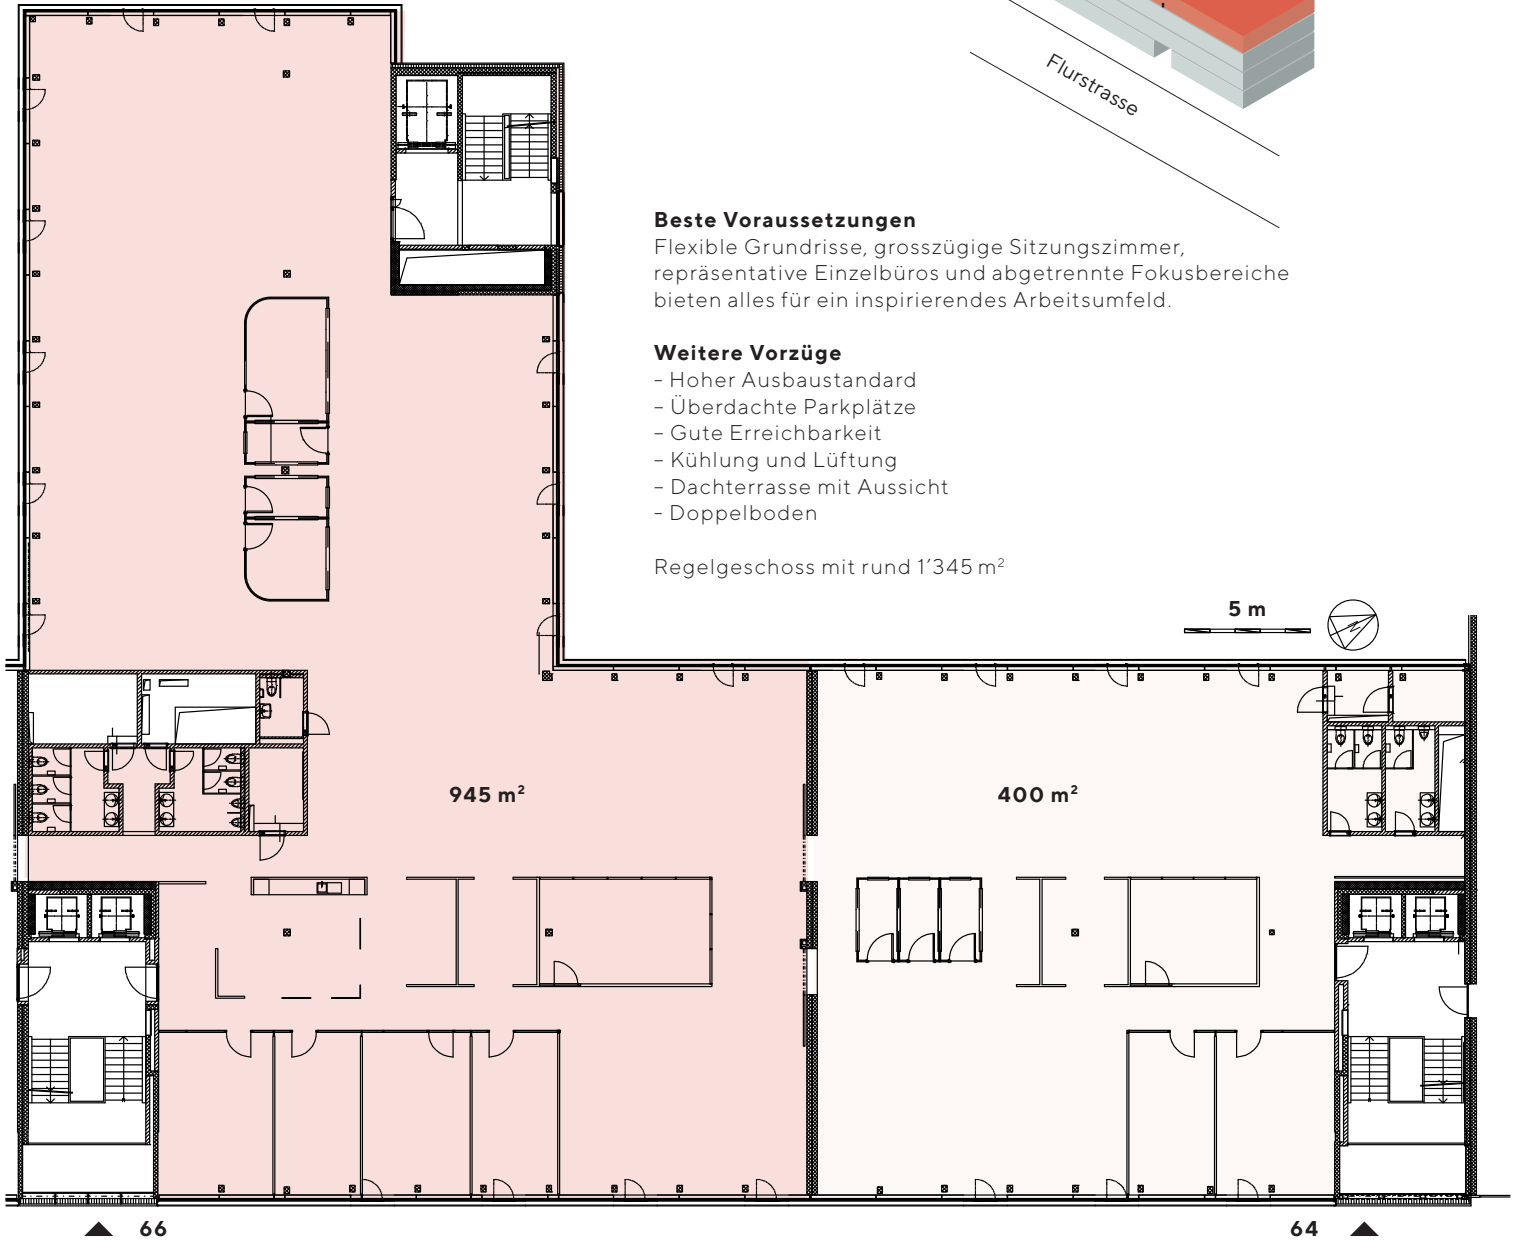 Flurstrasse
Beste Voraussetzungen
Flexible Grundrisse, grosszügige Sitzungszimmer,
repräsentative Einzelbüros und abgetrennte Fokusbereiche
bieten alles für ein inspirierendes Arbeitsumfeld.
Weitere Vorzüge
– Hoher Ausbaustandard
– Überdachte Parkplätze
– Gute Erreichbarkeit
– Kühlung und Lüftung
– Dachterrasse mit Aussicht
– Doppelboden
Regelgeschoss mit rund 1’345 m²
5 m
N
945 m²
400 m²
66
64